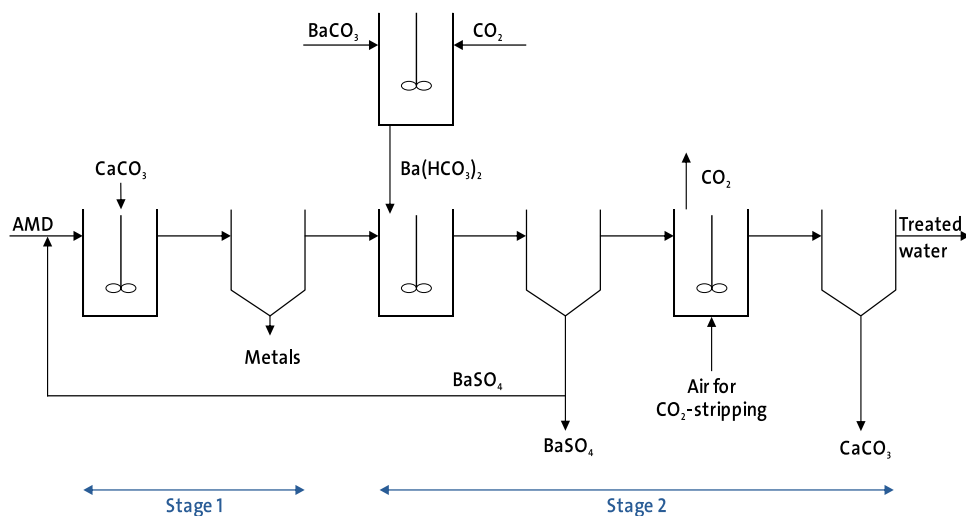 BaCO₃
CO₂
CaCO₃
Ba(HCO₃)₂
CO₂
AMD
Treated
water
Metals
BaSO₄
Air for
CO₂-stripping
BaSO₄
CaCO₃
Stage 1
Stage 2